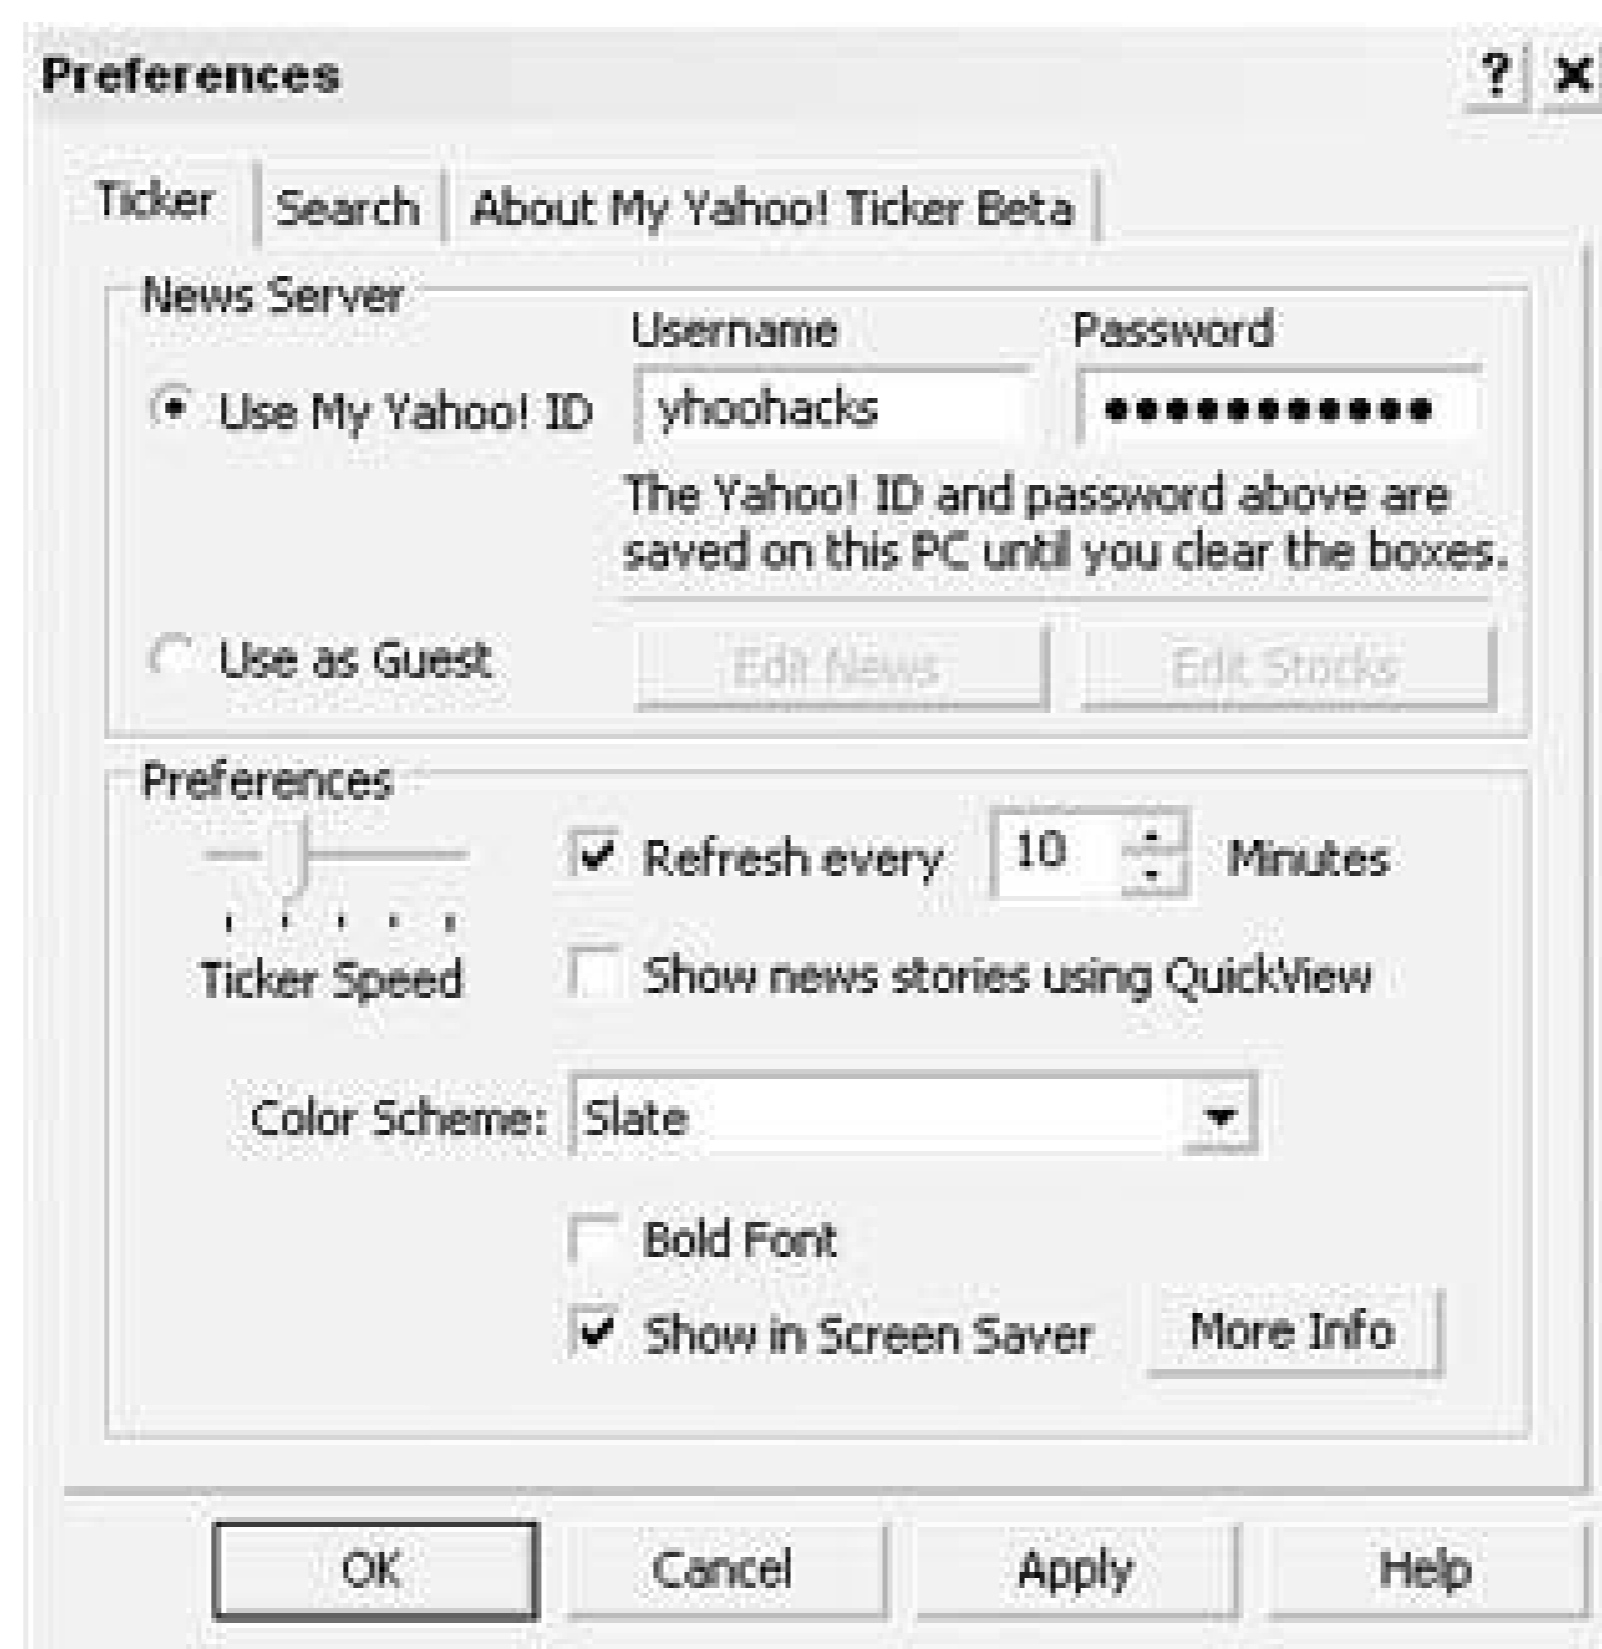 Preferences ? ×
Ticker Search About My Yahoo! Ticker Beta
News Server
Username Password
Use My Yahoo! ID yhoohacks •••••••••••
The Yahoo! ID and password above are
saved on this PC until you clear the boxes.
Use as Guest Edit News Edit Stocks
Preferences
Refresh every 10 Minutes
Ticker Speed Show news stories using QuickView
Color Scheme: Slate
Bold Font
Show in Screen Saver More Info
OK Cancel Apply Help